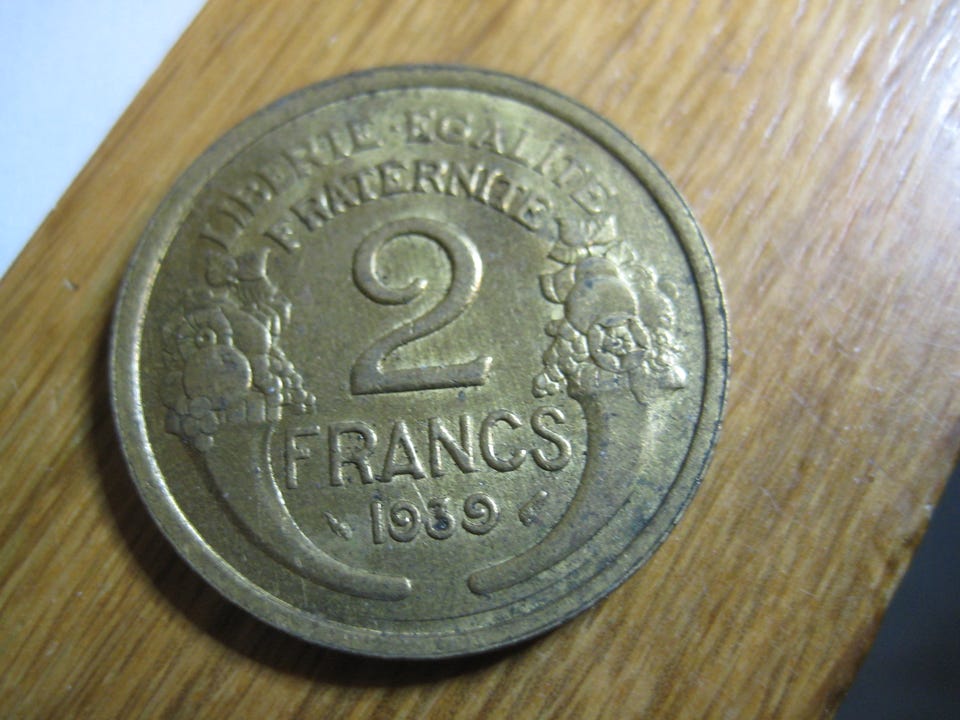 LIBERTE · EGALITE
FRATERNITE
2
FRANCS
1939